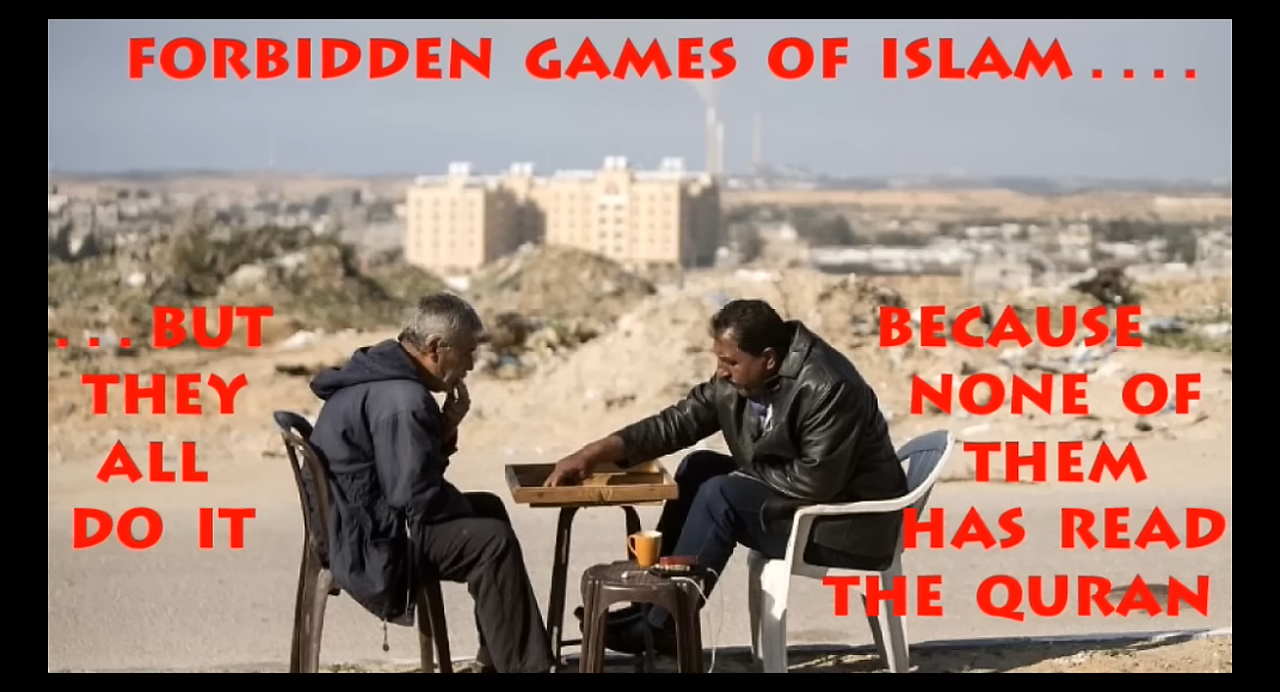 FORBIDDEN GAMES OF ISLAM....
...BUT
THEY
ALL
DO IT
BECAUSE
NONE OF
THEM
HAS READ
THE QURAN